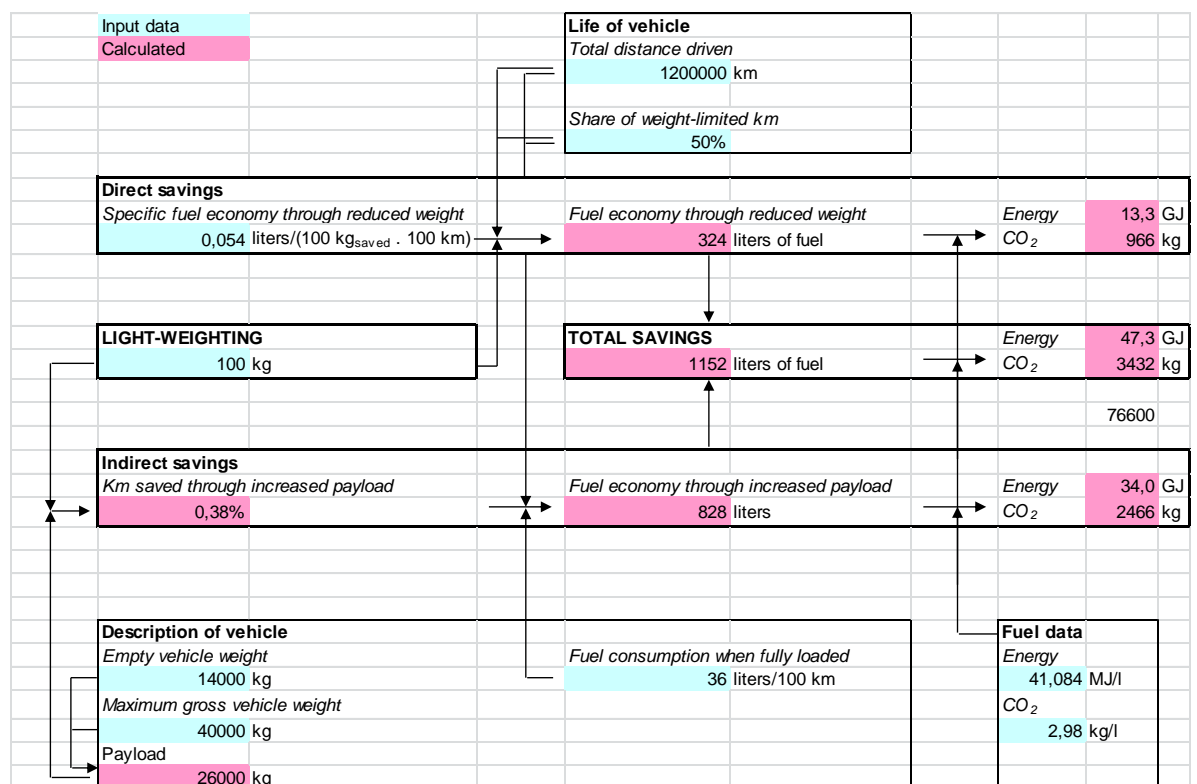 Input data
Life of vehicle
Calculated
Total distance driven
1200000 km
Share of weight-limited km
50%
Direct savings
Specific fuel economy through reduced weight
Fuel economy through reduced weight
Energy 13,3 GJ
0,054 liters/(100 kgsaved . 100 km)
324 liters of fuel
CO2 966 kg
LIGHT-WEIGHTING
TOTAL SAVINGS
Energy 47,3 GJ
100 kg
1152 liters of fuel
CO2 3432 kg
76600
Indirect savings
Km saved through increased payload
Fuel economy through increased payload
Energy 34,0 GJ
0,38%
828 liters
CO2 2466 kg
Description of vehicle
Fuel data
Empty vehicle weight
Fuel consumption when fully loaded
Energy
14000 kg
36 liters/100 km
41,084 MJ/l
Maximum gross vehicle weight
CO2
40000 kg
2,98 kg/l
Payload
26000 kg